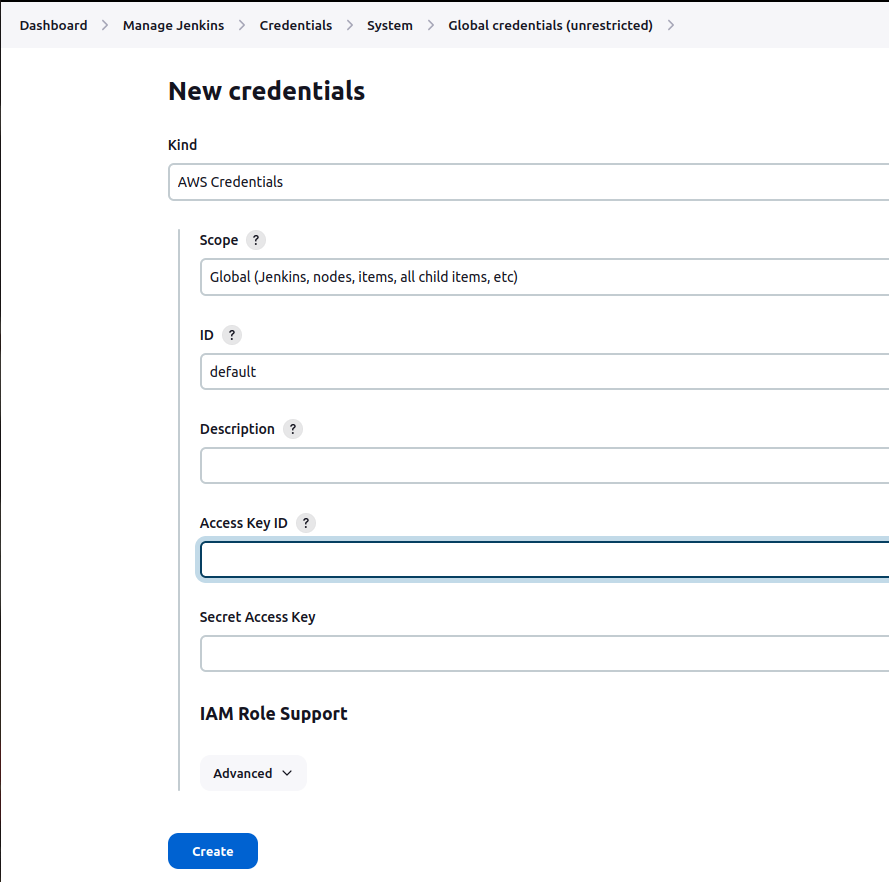 Dashboard > Manage Jenkins > Credentials > System > Global credentials (unrestricted) >
New credentials
Kind
AWS Credentials
Scope ?
Global (Jenkins, nodes, items, all child items, etc)
ID ?
default
Description ?
Access Key ID ?
Secret Access Key
IAM Role Support
Advanced
Create